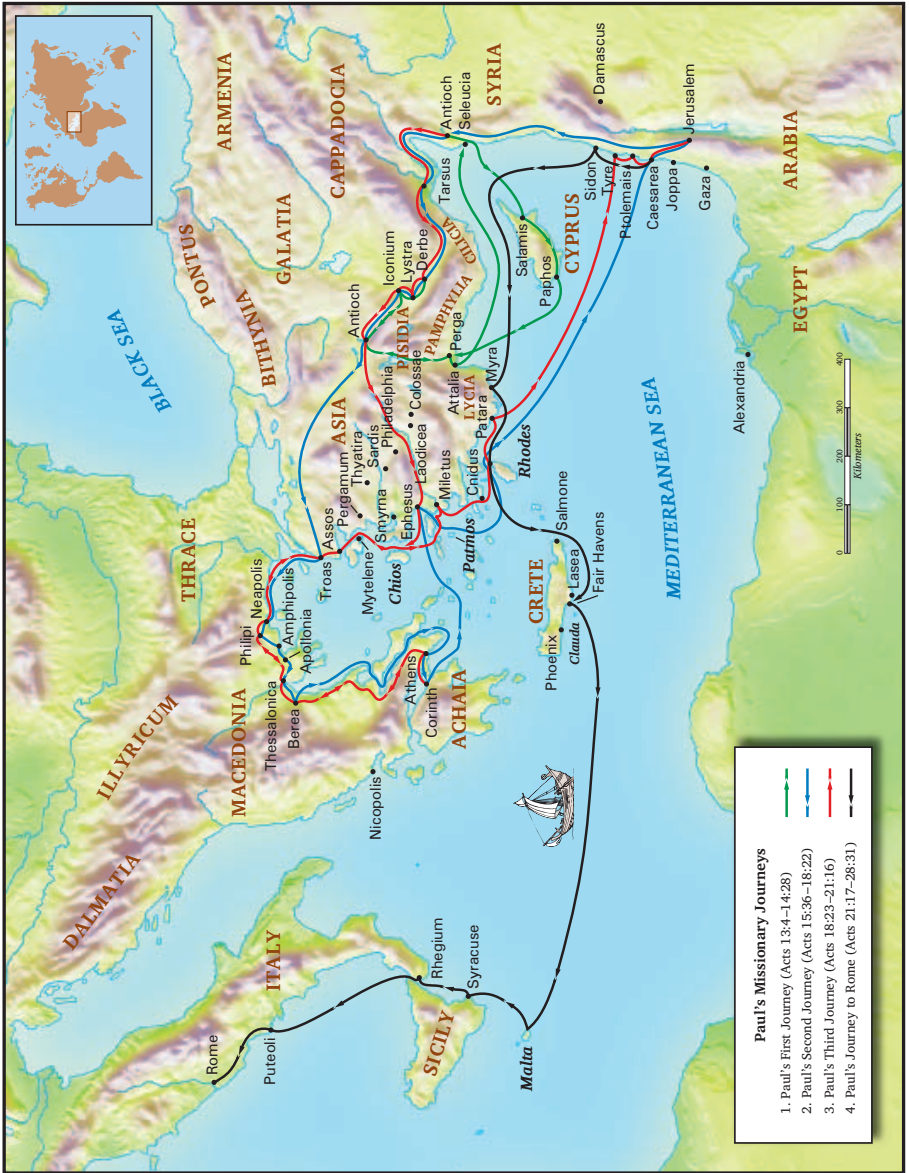 BLACK SEA
ARMENIA
PONTUS
GALATIA
CAPPADOCIA
BITHYNIA
THRACE
ILLYRICUM
DALMATIA
MACEDONIA
ITALY
Rome
Puteoli
Philipi
Neapolis
Amphipolis
Apollonia
Thessalonica
Berea
Assos
Troas
ASIA
Pergamum
Thyatira
Sardis
Philadelphia
Smyrna
Ephesus
Laodicea
Colossae
Miletus
Mytelene
Chios
Patmos
Antioch
Iconium
Lystra
Derbe
PISIDIA
PAMPHYLIA
CILICIA
Tarsus
Antioch
Seleucia
SYRIA
Damascus
Nicopolis
Athens
Corinth
ACHAIA
Perga
Attalia
LYCIA
Myra
Patara
Cnidus
Rhodes
Salamis
Paphos
CYPRUS
Sidon
Tyre
Ptolemais
Caesarea
Joppa
Gaza
Jerusalem
ARABIA
EGYPT
Alexandria
Rhegium
Syracuse
SICILY
Malta
CRETE
Salmone
Lasea
Fair Havens
Phoenix
Clauda
MEDITERRANEAN SEA
0 100 200 300 400
Kilometers
Paul's Missionary Journeys
1. Paul's First Journey (Acts 13:4–14:28)
2. Paul's Second Journey (Acts 15:36–18:22)
3. Paul's Third Journey (Acts 18:23–21:16)
4. Paul's Journey to Rome (Acts 21:17–28:31)